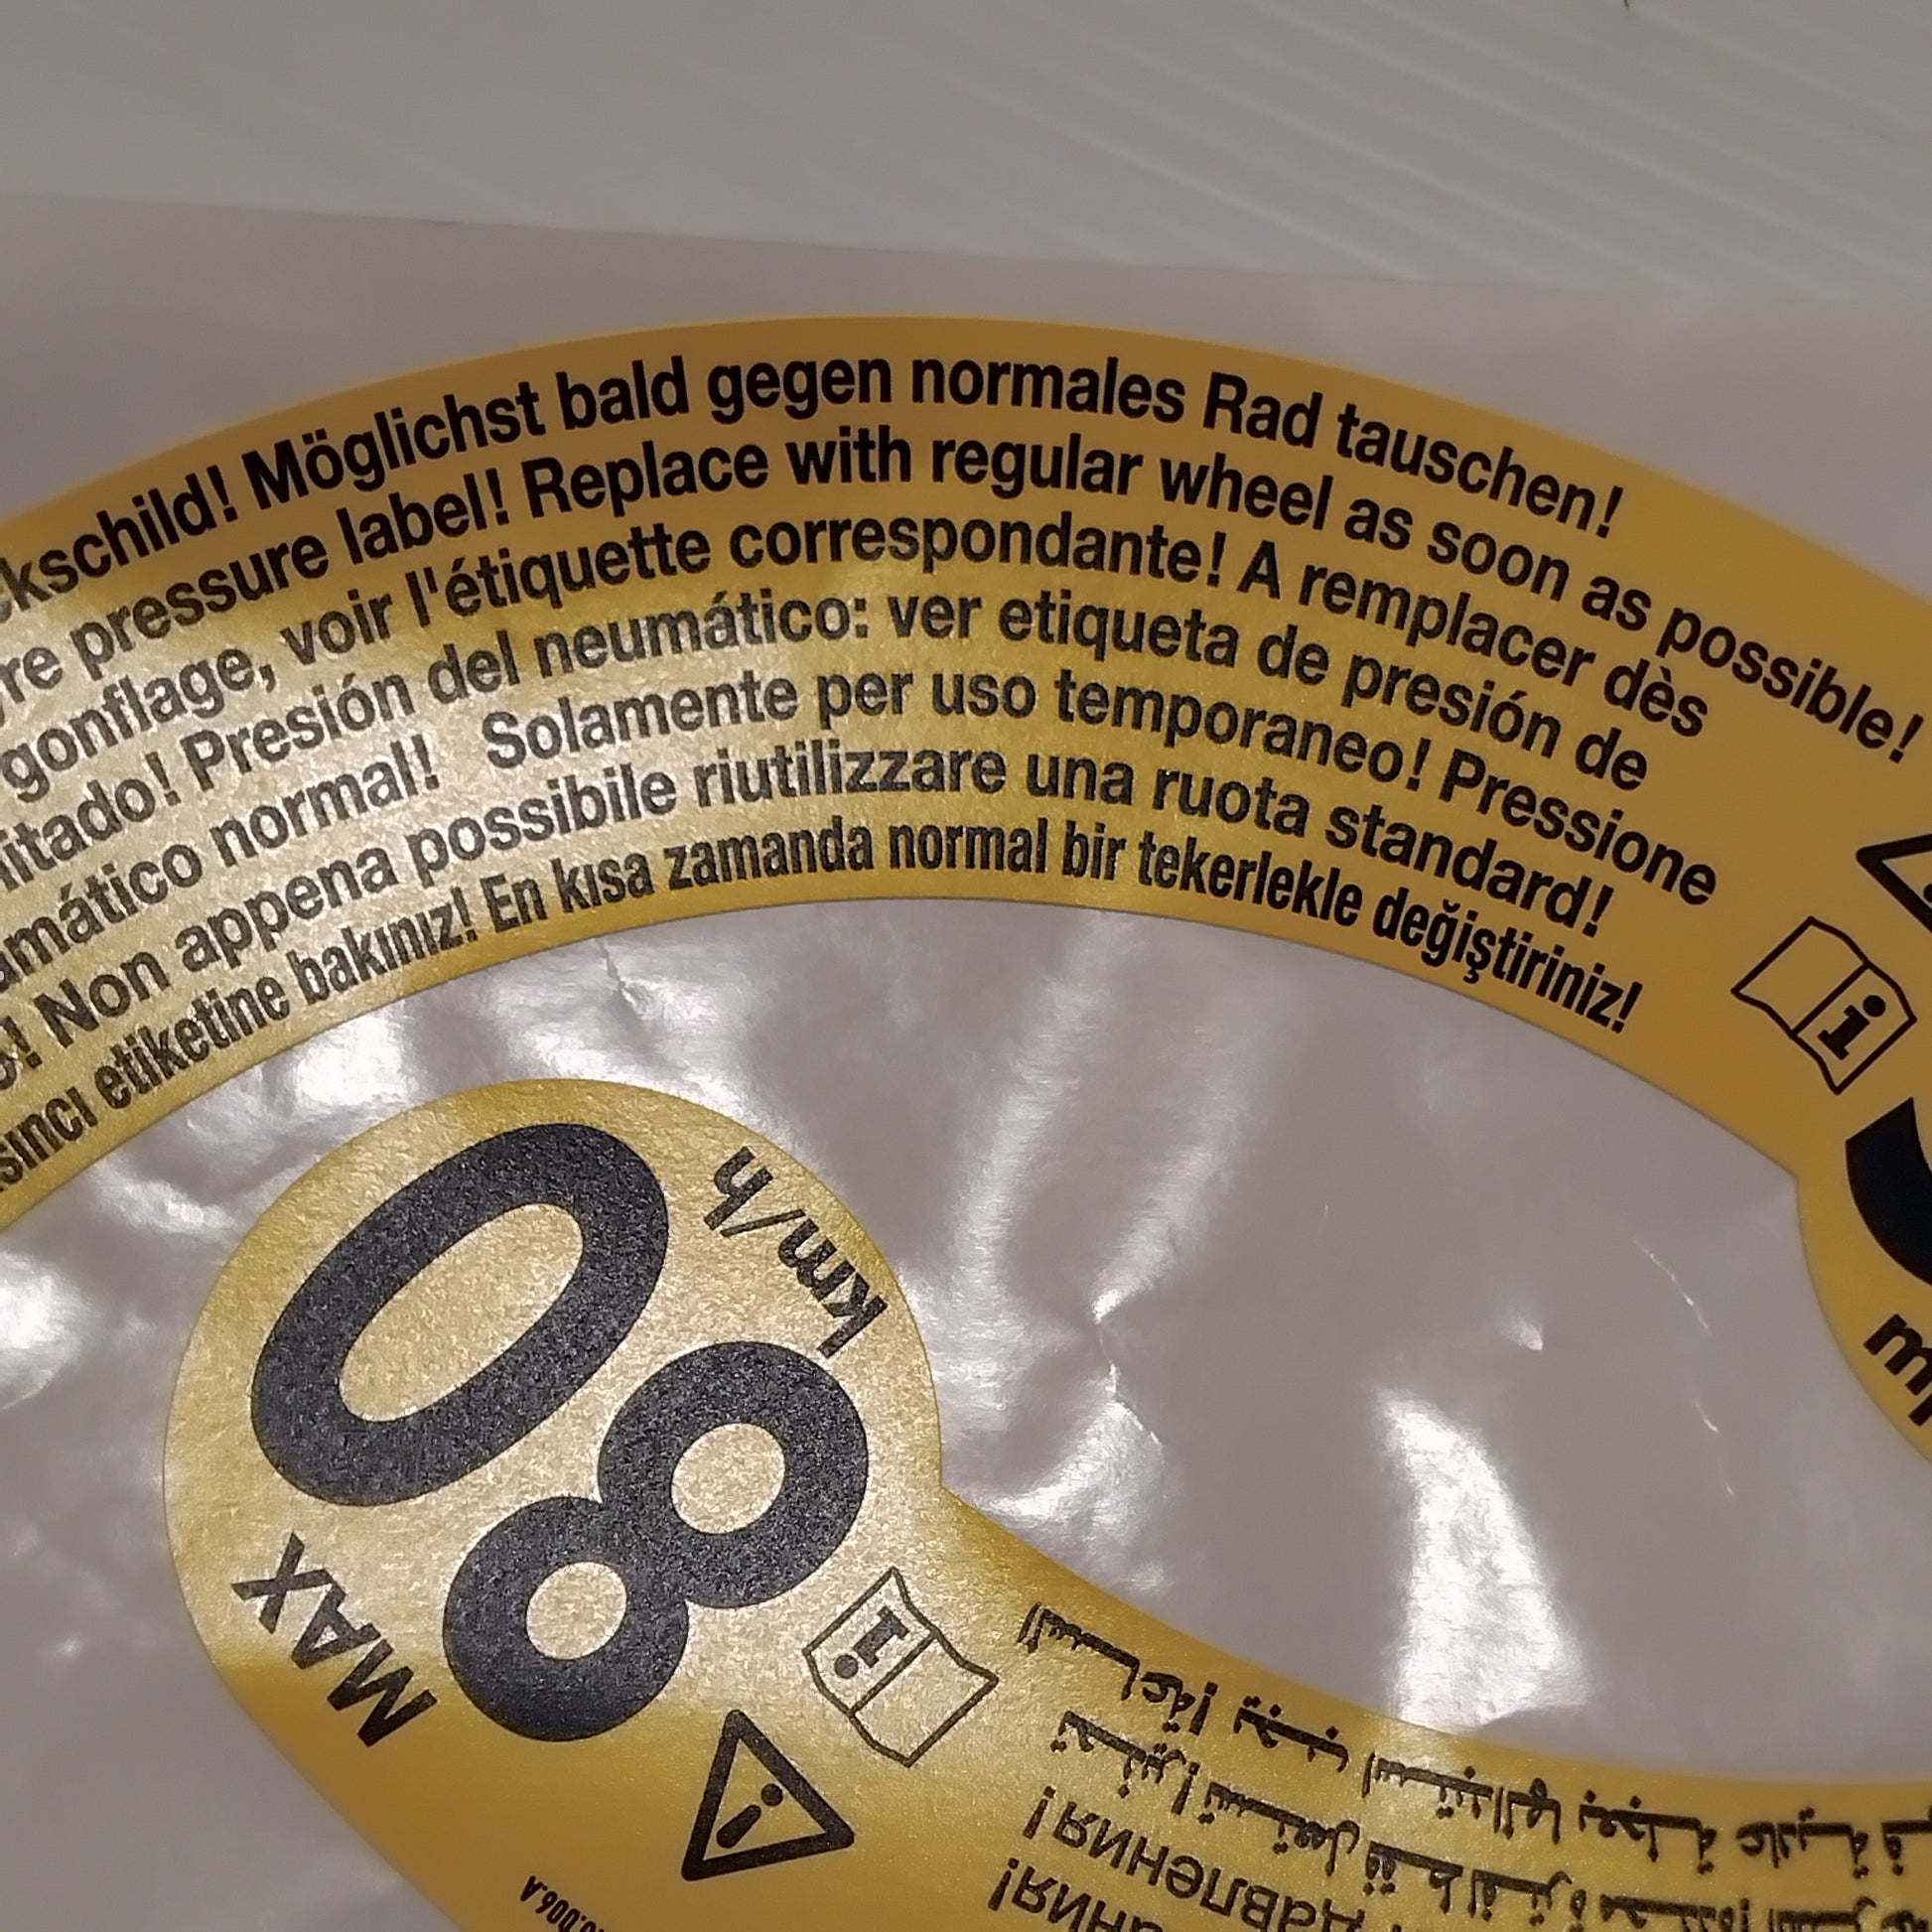 kschild! Möglichst bald gegen normales Rad tauschen!
re pressure label! Replace with regular wheel as soon as possible!
gonflage, voir l'étiquette correspondante! A remplacer dès
itado! Presión del neumático: ver etiqueta de presión de
mático normal! Solamente per uso temporaneo! Pressione
! Non appena possibile riutilizzare una ruota standard!
sıncı etiketine bakınız! En kısa zamanda normal bir tekerlekle değiştiriniz!
MAX
80
km/h
i
i
m
давления!
.006.A